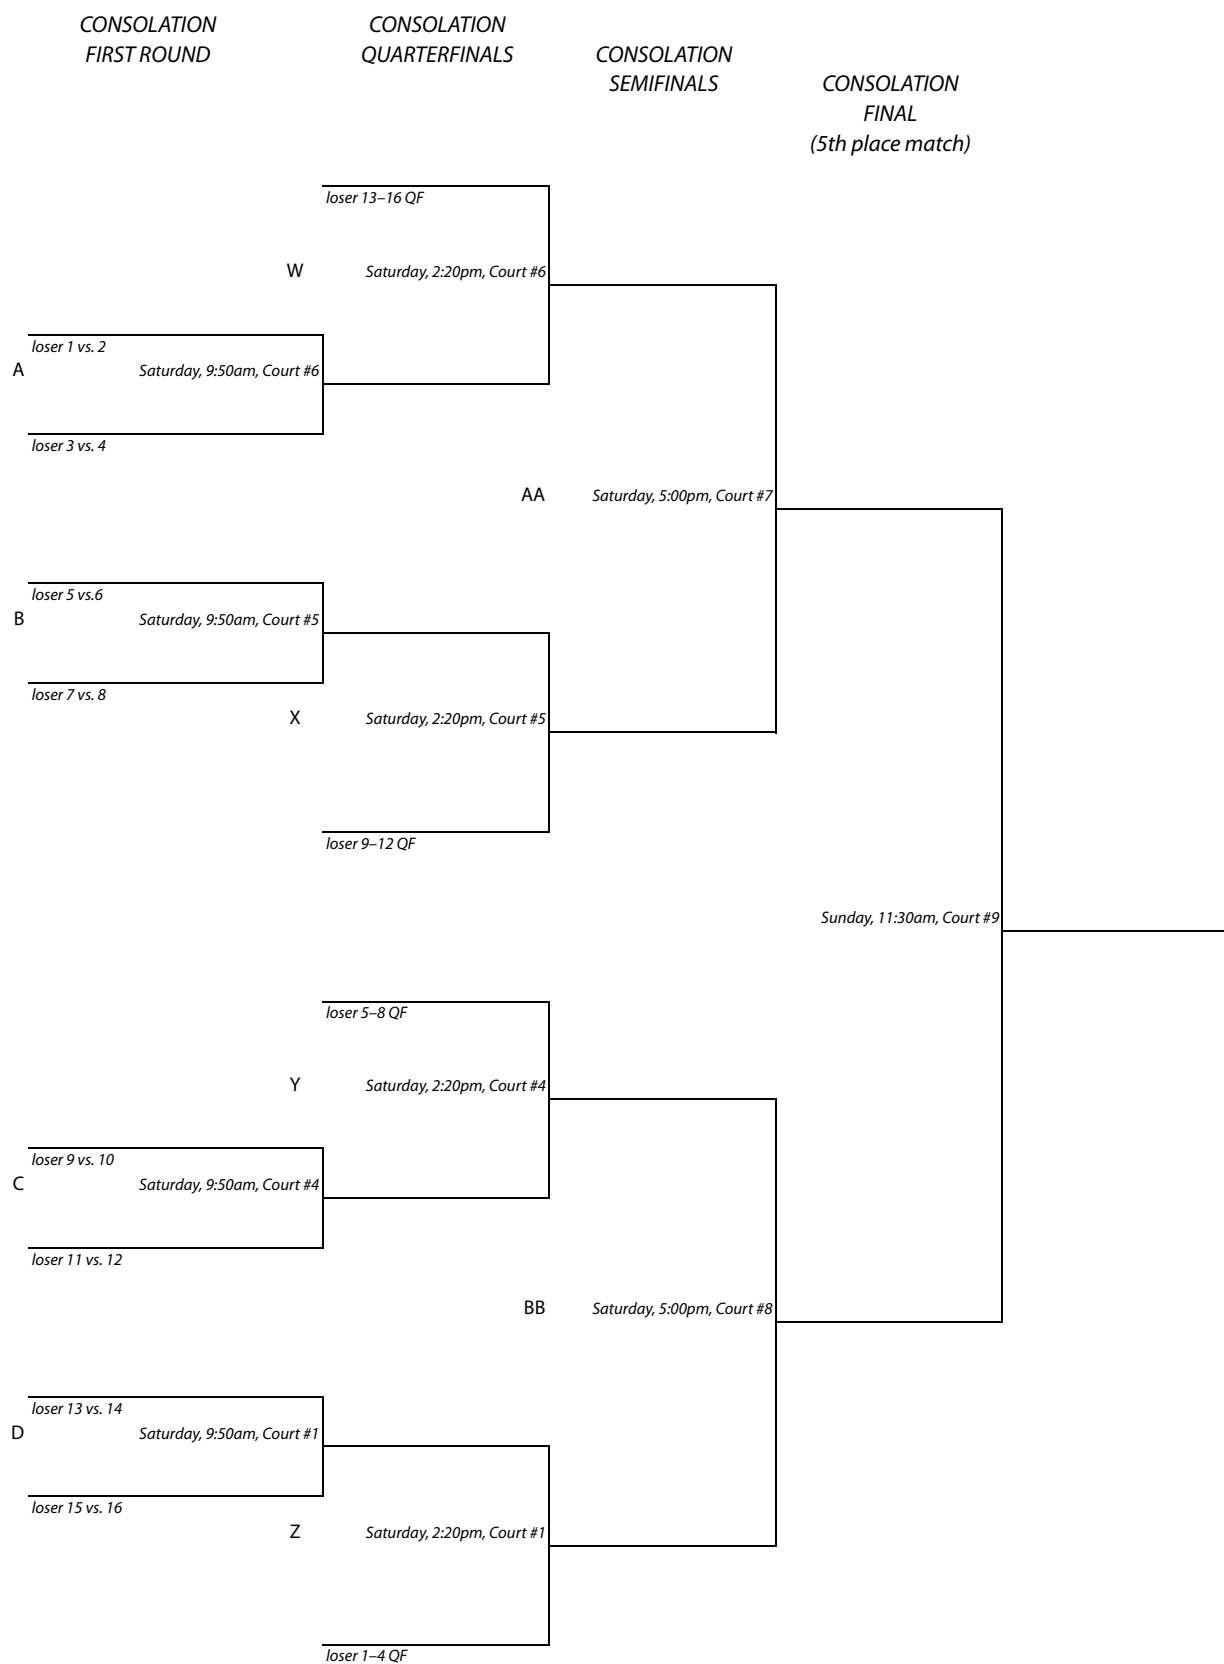 CONSOLATION
FIRST ROUND
CONSOLATION
QUARTERFINALS
CONSOLATION
SEMIFINALS
CONSOLATION
FINAL
(5th place match)
loser 13–16 QF
W
Saturday, 2:20pm, Court #6
loser 1 vs. 2
A
Saturday, 9:50am, Court #6
loser 3 vs. 4
AA
Saturday, 5:00pm, Court #7
loser 5 vs.6
B
Saturday, 9:50am, Court #5
loser 7 vs. 8
X
Saturday, 2:20pm, Court #5
loser 9–12 QF
Sunday, 11:30am, Court #9
loser 5–8 QF
Y
Saturday, 2:20pm, Court #4
loser 9 vs. 10
C
Saturday, 9:50am, Court #4
loser 11 vs. 12
BB
Saturday, 5:00pm, Court #8
loser 13 vs. 14
D
Saturday, 9:50am, Court #1
loser 15 vs. 16
Z
Saturday, 2:20pm, Court #1
loser 1–4 QF